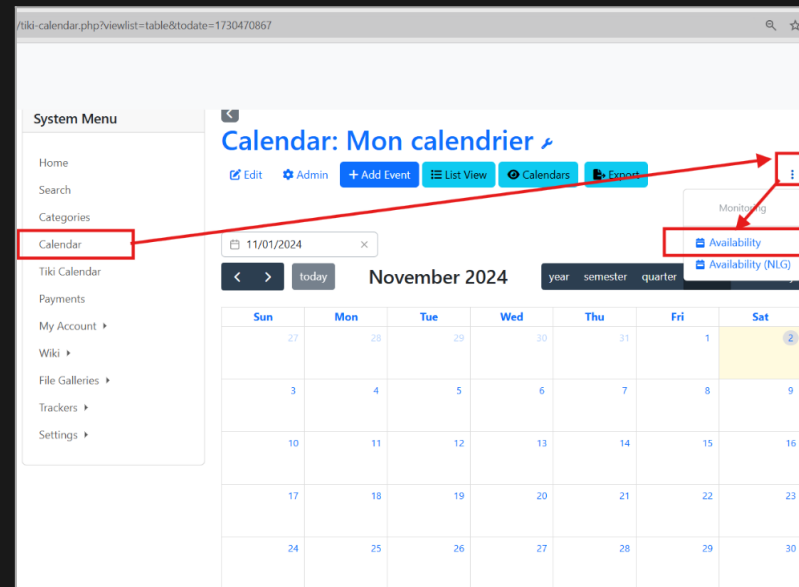 /tiki-calendar.php?viewlist=table&todate=1730470867
System Menu
Home
Search
Categories
Calendar
Tiki Calendar
Payments
My Account
Wiki
File Galleries
Trackers
Settings
Calendar: Mon calendrier
Edit Admin + Add Event List View Calendars Export
Monitoring
Availability
Availability (NLG)
11/01/2024
today November 2024 year semester quarter
Sun Mon Tue Wed Thu Fri Sat
27 28 29 30 31 1 2
3 4 5 6 7 8 9
10 11 12 13 14 15 16
17 18 19 20 21 22 23
24 25 26 27 28 29 30